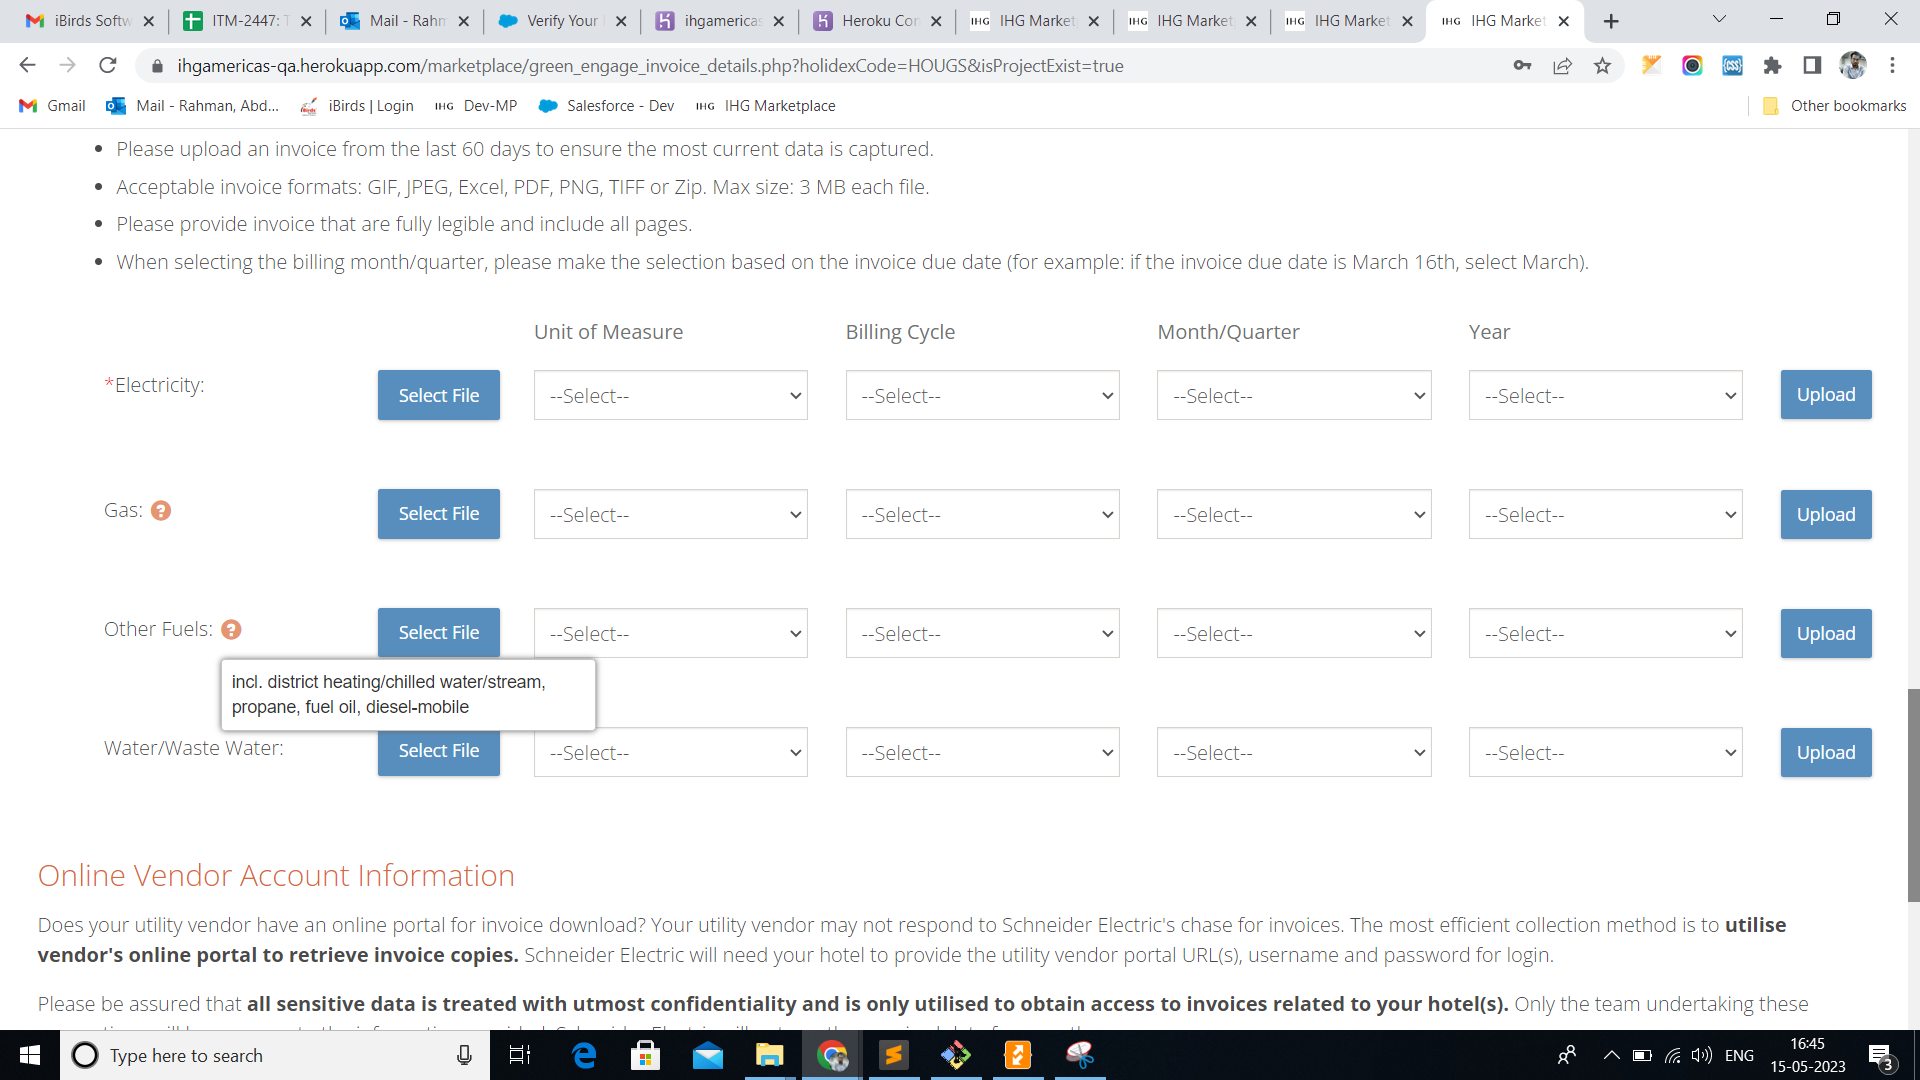 iBirds Softw
ITM-2447: T
Mail - Rahm
Verify Your
ihgamericas
Heroku Con
IHG IHG Market
IHG IHG Market
IHG IHG Market
IHG IHG Market
ihgamericas-qa.herokuapp.com/marketplace/green_engage_invoice_details.php?holidexCode=HOUGS&isProjectExist=true
Gmail
Mail - Rahman, Abd...
iBirds | Login
IHG Dev-MP
Salesforce - Dev
IHG IHG Marketplace
Other bookmarks
• Please upload an invoice from the last 60 days to ensure the most current data is captured.
• Acceptable invoice formats: GIF, JPEG, Excel, PDF, PNG, TIFF or Zip. Max size: 3 MB each file.
• Please provide invoice that are fully legible and include all pages.
• When selecting the billing month/quarter, please make the selection based on the invoice due date (for example: if the invoice due date is March 16th, select March).
Unit of Measure Billing Cycle Month/Quarter Year
*Electricity: Select File --Select-- --Select-- --Select-- --Select-- Upload
Gas: ? Select File --Select-- --Select-- --Select-- --Select-- Upload
Other Fuels: ? Select File --Select-- --Select-- --Select-- --Select-- Upload
incl. district heating/chilled water/stream,
propane, fuel oil, diesel-mobile
Water/Waste Water: Select File --Select-- --Select-- --Select-- --Select-- Upload
Online Vendor Account Information
Does your utility vendor have an online portal for invoice download? Your utility vendor may not respond to Schneider Electric's chase for invoices. The most efficient collection method is to utilise
vendor's online portal to retrieve invoice copies. Schneider Electric will need your hotel to provide the utility vendor portal URL(s), username and password for login.
Please be assured that all sensitive data is treated with utmost confidentiality and is only utilised to obtain access to invoices related to your hotel(s). Only the team undertaking these
Type here to search
ENG
16:45
15-05-2023
3